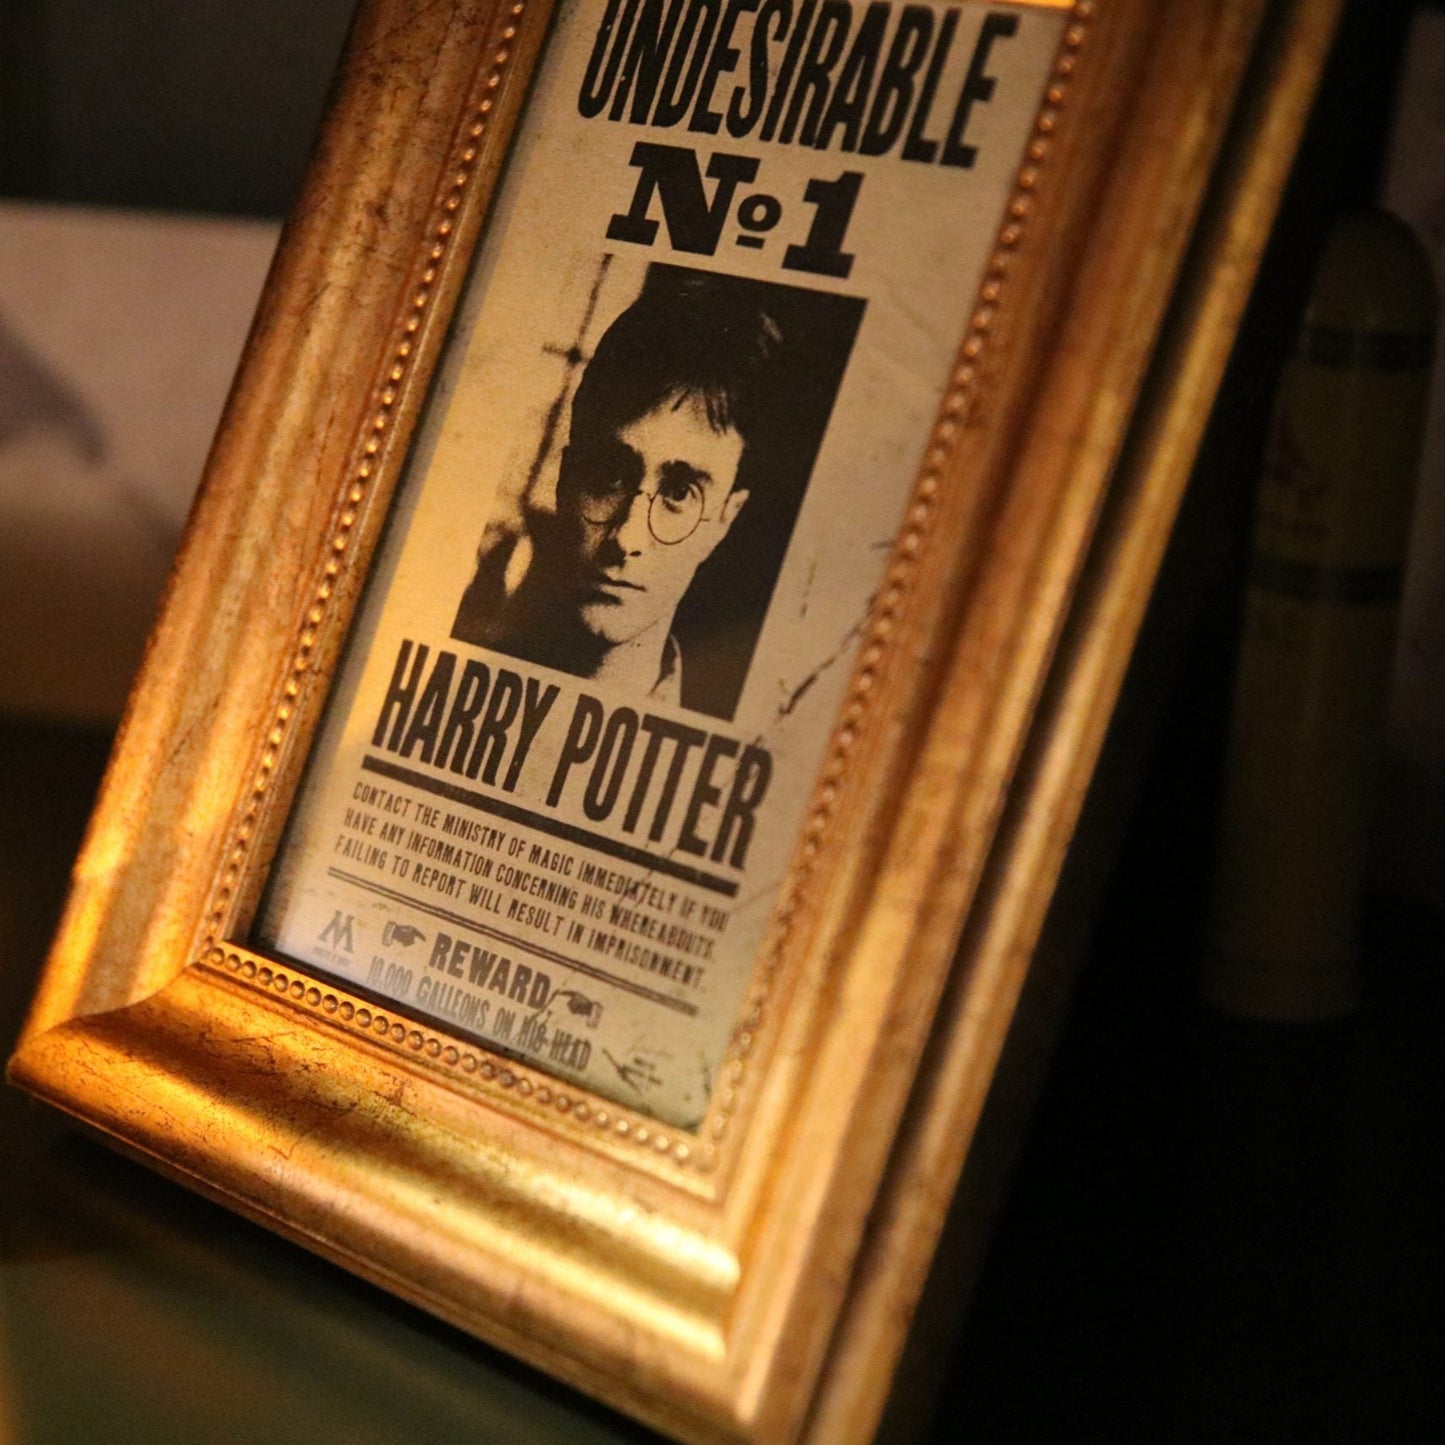 UNDESIRABLE
Nº1
HARRY POTTER
CONTACT THE MINISTRY OF MAGIC IMMEDIATELY IF YOU
HAVE ANY INFORMATION CONCERNING HIS WHEREABOUTS.
FAILING TO REPORT WILL RESULT IN IMPRISONMENT.
M
REWARD
10,000 GALLEONS ON HIS HEAD